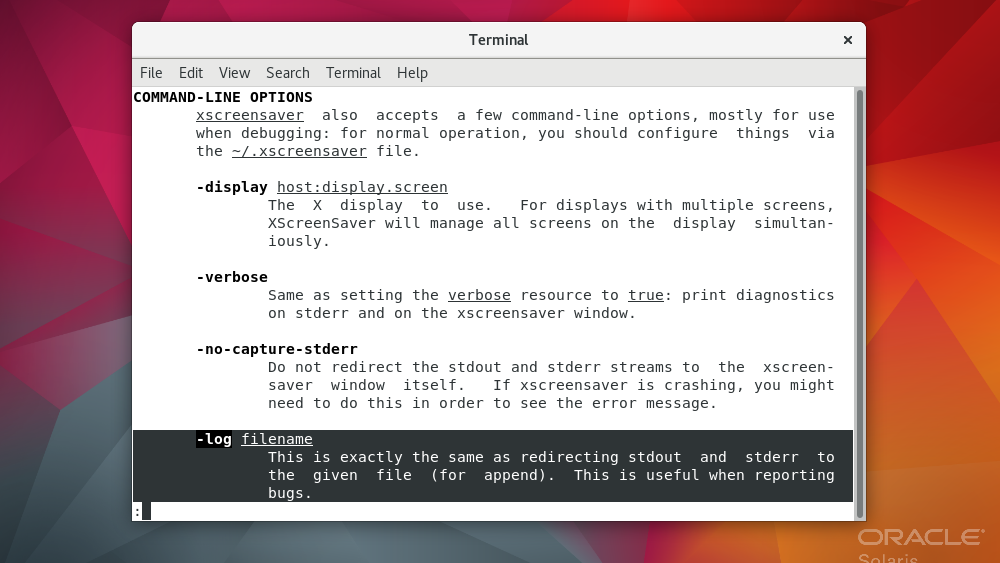 Terminal
×
File Edit View Search Terminal Help
COMMAND-LINE OPTIONS
xscreensaver also accepts a few command-line options, mostly for use
when debugging: for normal operation, you should configure things via
the ~/.xscreensaver file.
-display host:display.screen
The X display to use. For displays with multiple screens,
XScreenSaver will manage all screens on the display simultan-
iously.
-verbose
Same as setting the verbose resource to true: print diagnostics
on stderr and on the xscreensaver window.
-no-capture-stderr
Do not redirect the stdout and stderr streams to the xscreen-
saver window itself. If xscreensaver is crashing, you might
need to do this in order to see the error message.
-log filename
This is exactly the same as redirecting stdout and stderr to
the given file (for append). This is useful when reporting
bugs.
:
ORACLE
Solaris